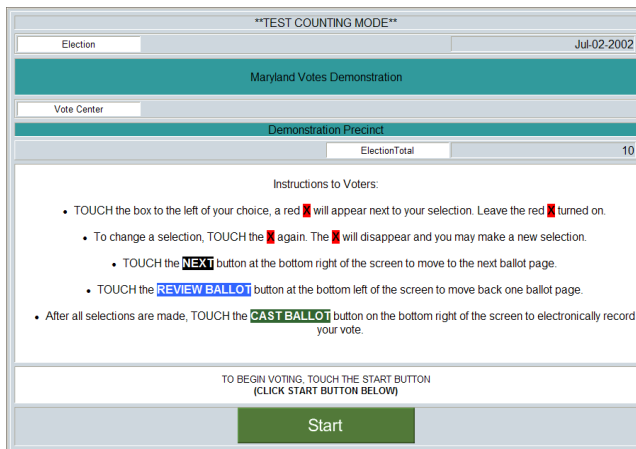 **TEST COUNTING MODE**
Election Jul-02-2002
Maryland Votes Demonstration
Vote Center
Demonstration Precinct
ElectionTotal 10
Instructions to Voters:
• TOUCH the box to the left of your choice, a red X will appear next to your selection. Leave the red X turned on.
• To change a selection, TOUCH the X again. The X will disappear and you may make a new selection.
• TOUCH the NEXT button at the bottom right of the screen to move to the next ballot page.
• TOUCH the REVIEW BALLOT button at the bottom left of the screen to move back one ballot page.
• After all selections are made, TOUCH the CAST BALLOT button on the bottom right of the screen to electronically record
your vote.
TO BEGIN VOTING, TOUCH THE START BUTTON
(CLICK START BUTTON BELOW)
Start